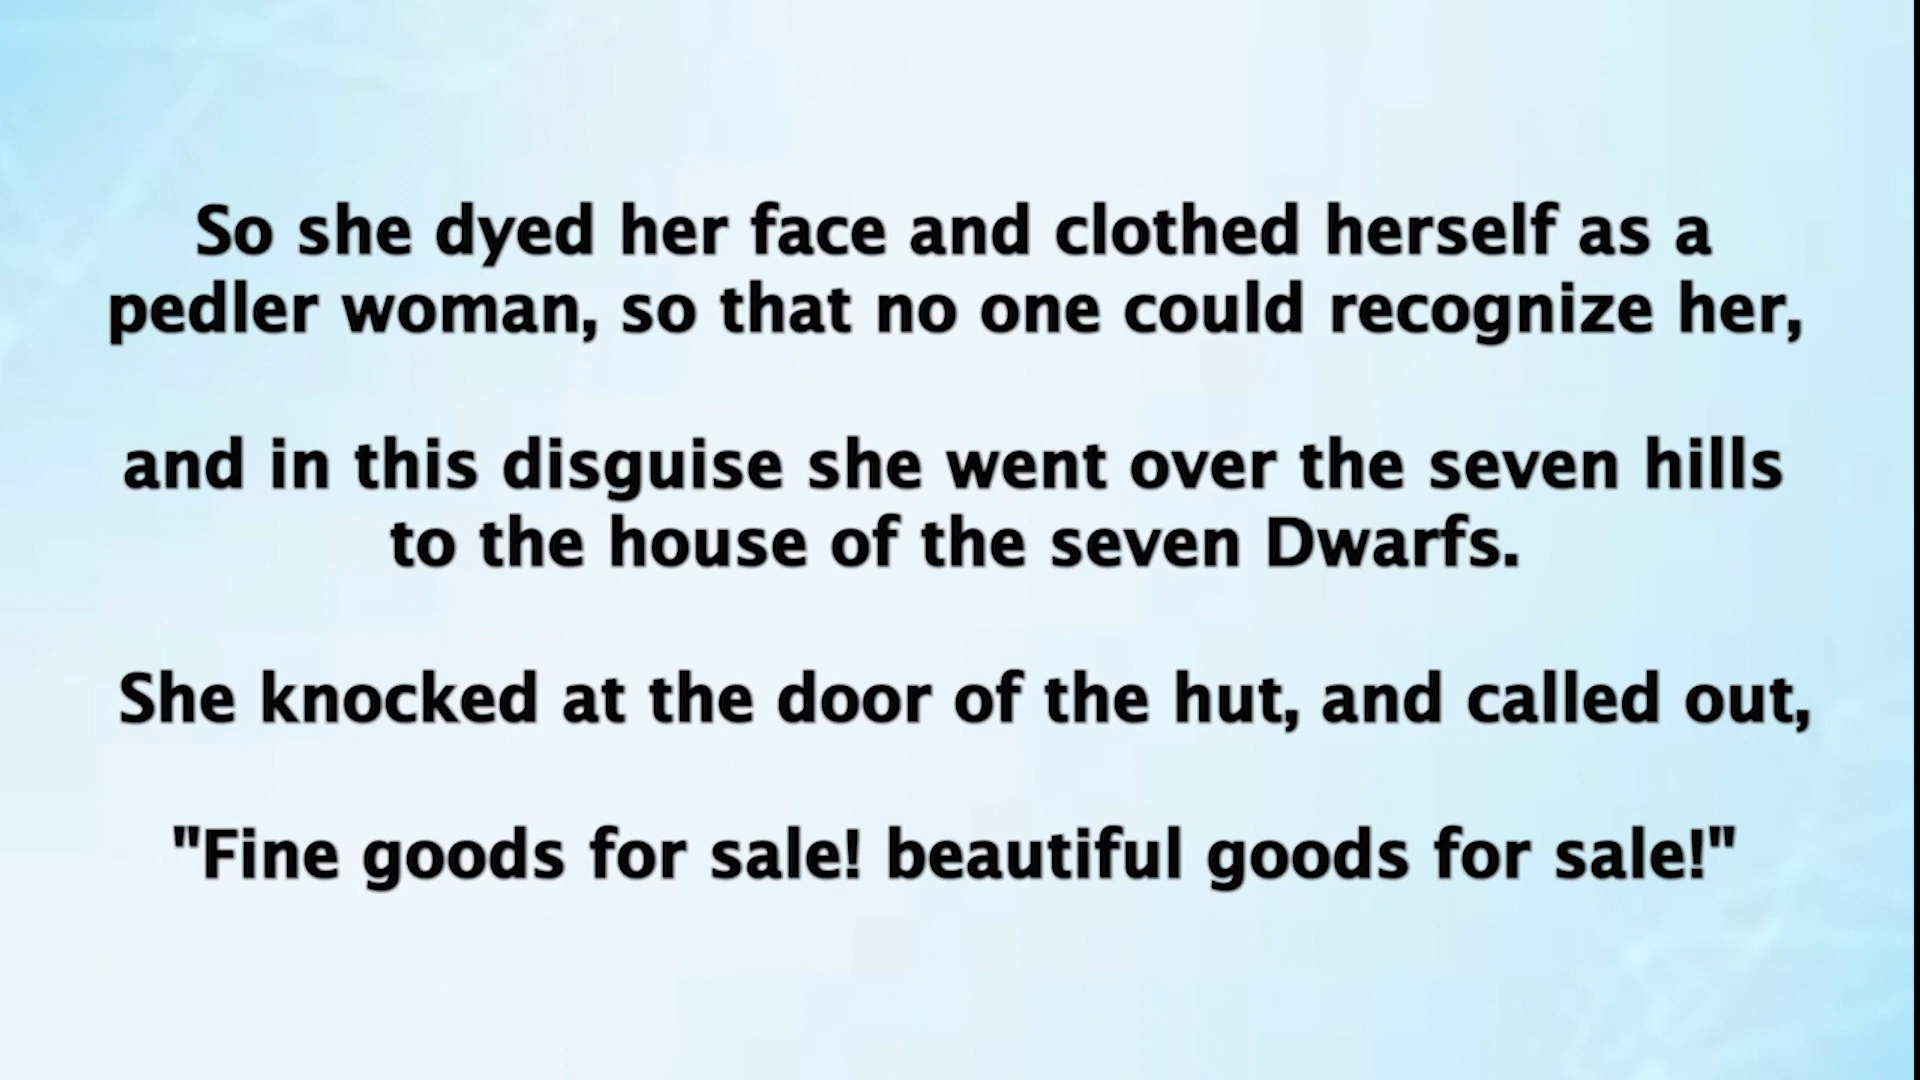 So she dyed her face and clothed herself as a
pedler woman, so that no one could recognize her,
and in this disguise she went over the seven hills
to the house of the seven Dwarfs.
She knocked at the door of the hut, and called out,
"Fine goods for sale! beautiful goods for sale!"